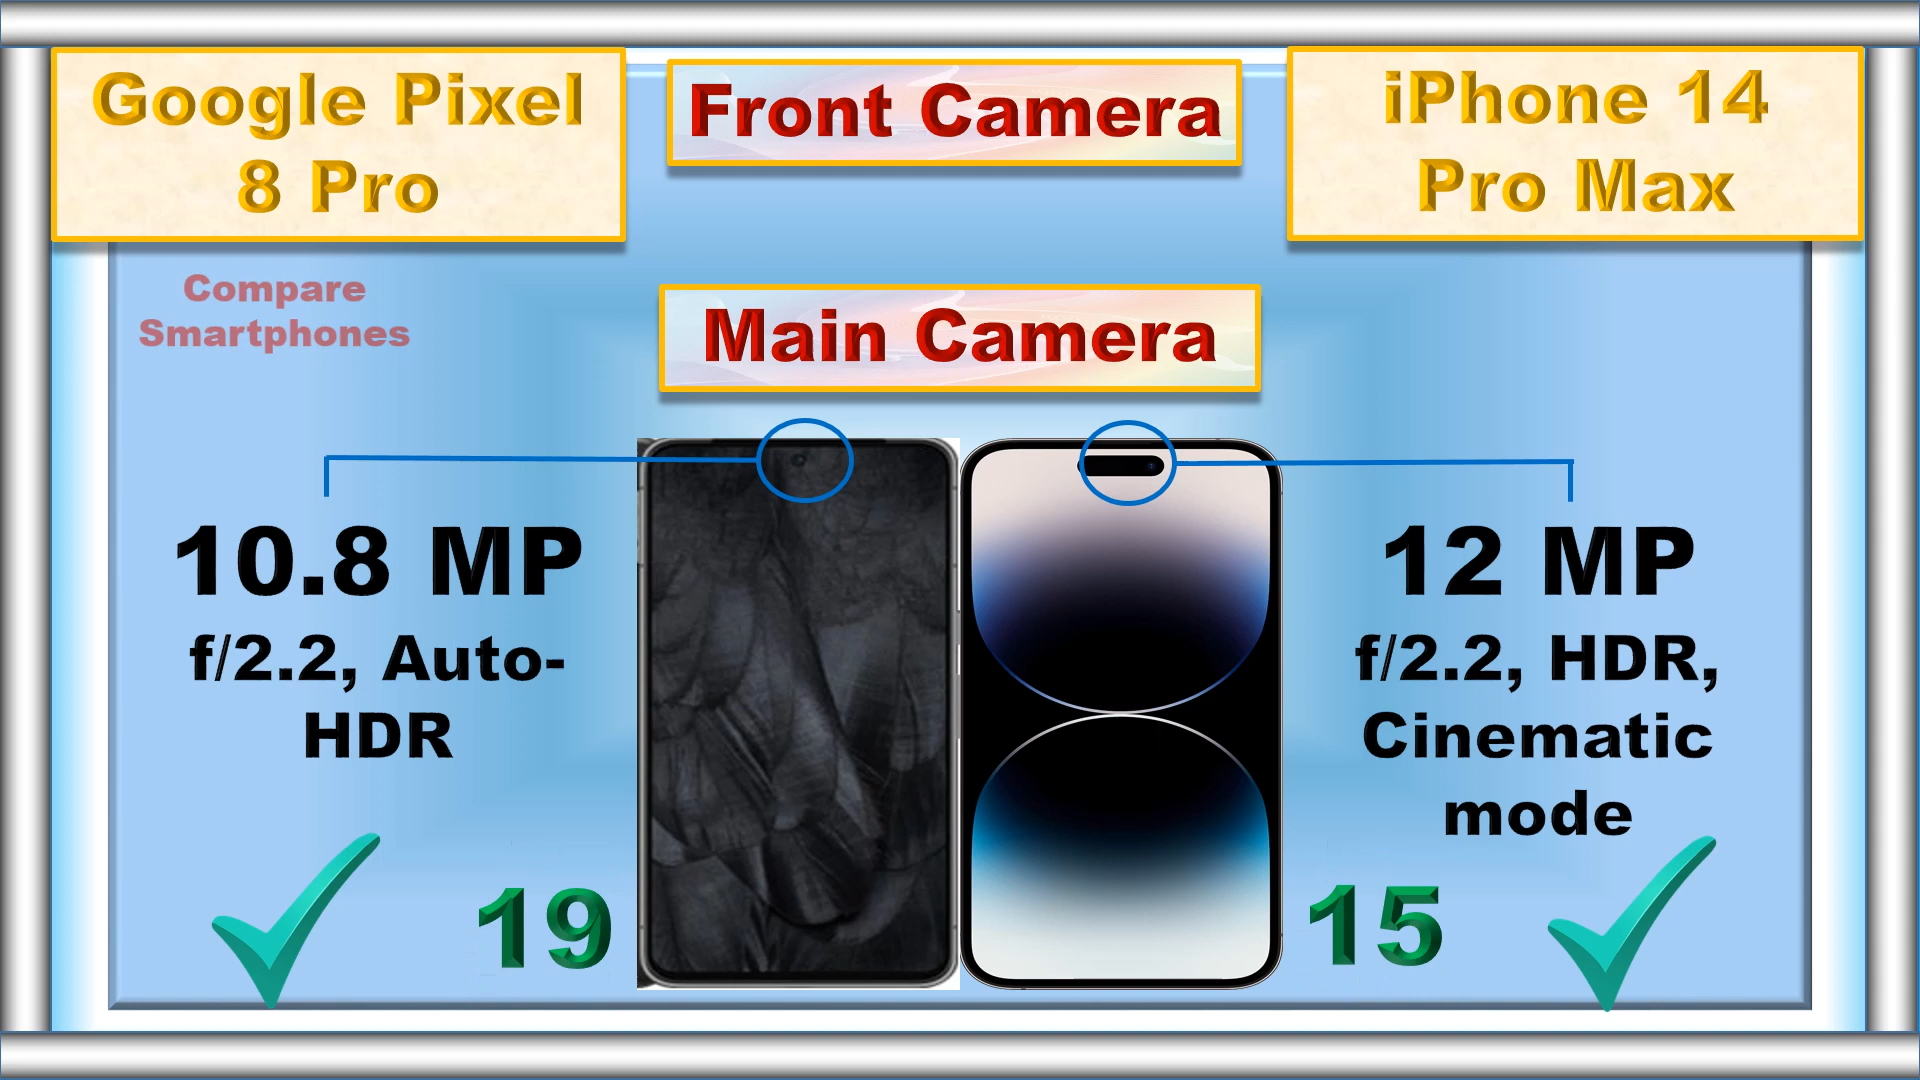 Google Pixel
8 Pro
Front Camera
iPhone 14
Pro Max
Compare
Smartphones
Main Camera
10.8 MP
f/2.2, Auto-
HDR
12 MP
f/2.2, HDR,
Cinematic
mode
19
15